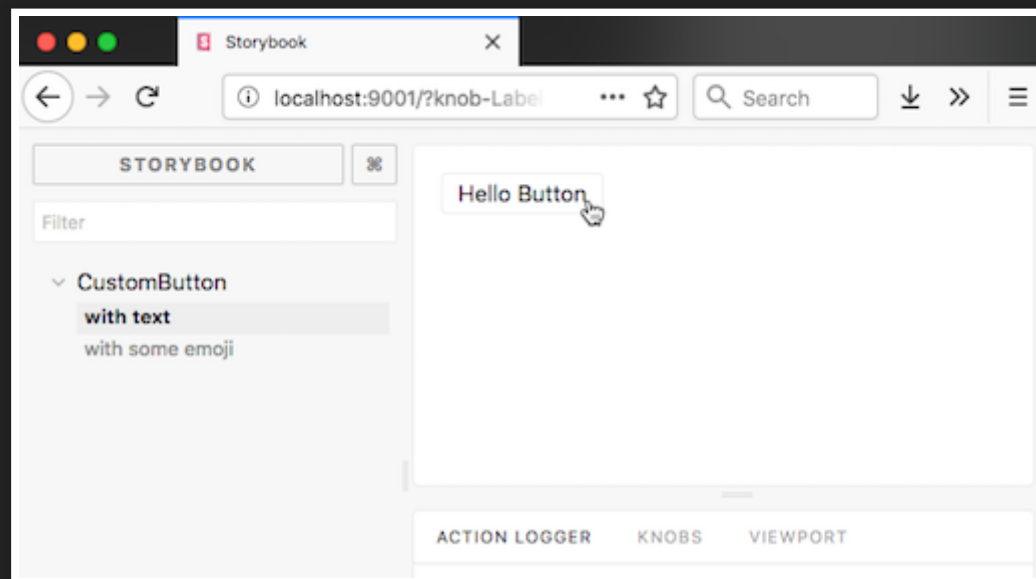 Storybook
localhost:9001/?knob-Label
Search
STORYBOOK ⌘
Filter
CustomButton
with text
with some emoji
Hello Button
ACTION LOGGER KNOBS VIEWPORT